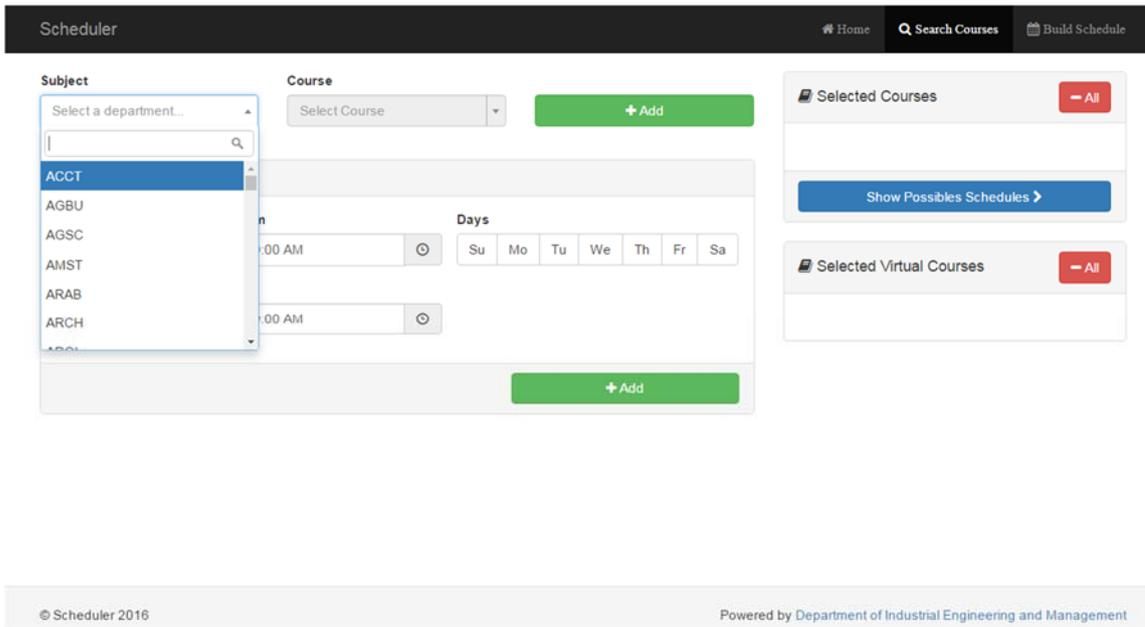 Scheduler
Home
Search Courses
Build Schedule
Subject
Course
Select a department...
Select Course
Add
ACCT
AGBU
AGSC
AMST
ARAB
ARCH
Days
:00 AM
Su Mo Tu We Th Fr Sa
:00 AM
Add
Selected Courses
All
Show Possibles Schedules
Selected Virtual Courses
All
© Scheduler 2016
Powered by Department of Industrial Engineering and Management